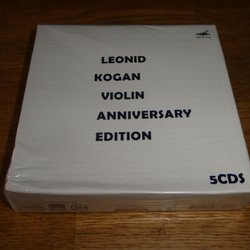 LEONID
KOGAN
VIOLIN
ANNIVERSARY
EDITION
5CDS